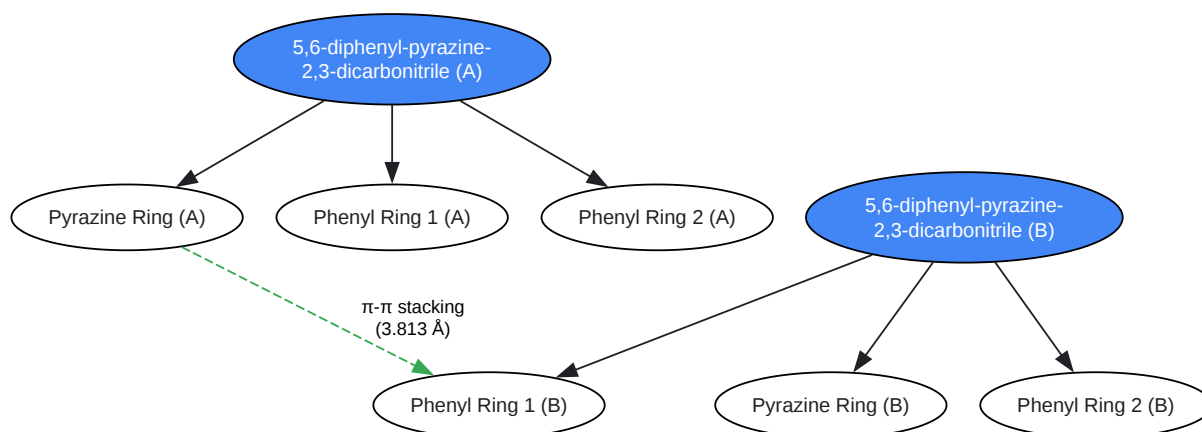 5,6-diphenyl-pyrazine-
2,3-dicarbonitrile (A)
Pyrazine Ring (A)
Phenyl Ring 1 (A)
Phenyl Ring 2 (A)
5,6-diphenyl-pyrazine-
2,3-dicarbonitrile (B)
π-π stacking
(3.813 Å)
Phenyl Ring 1 (B)
Pyrazine Ring (B)
Phenyl Ring 2 (B)